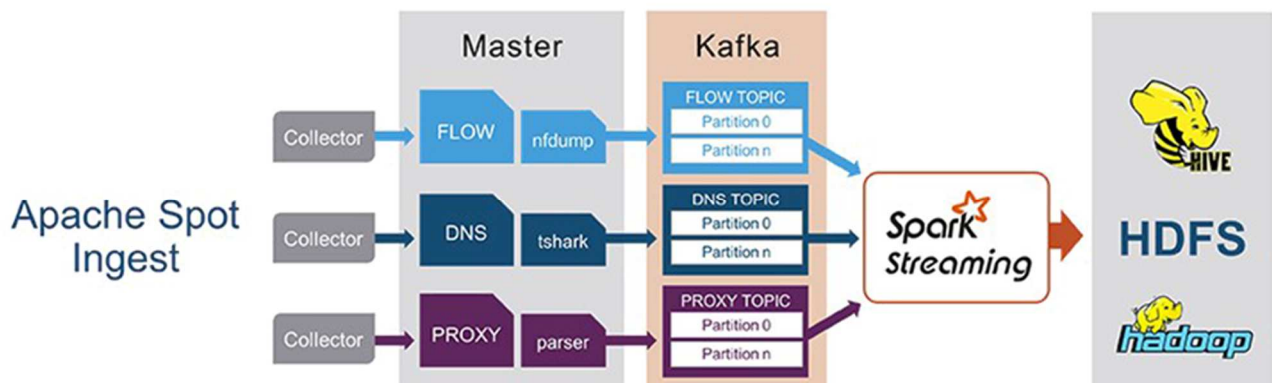 Apache Spot
Ingest
Master
Kafka
Collector
FLOW
nfdump
FLOW TOPIC
Partition 0
Partition n
Collector
DNS
tshark
DNS TOPIC
Partition 0
Partition n
Collector
PROXY
parser
PROXY TOPIC
Partition 0
Partition n
Spark
Streaming
HIVE
HDFS
hadoop